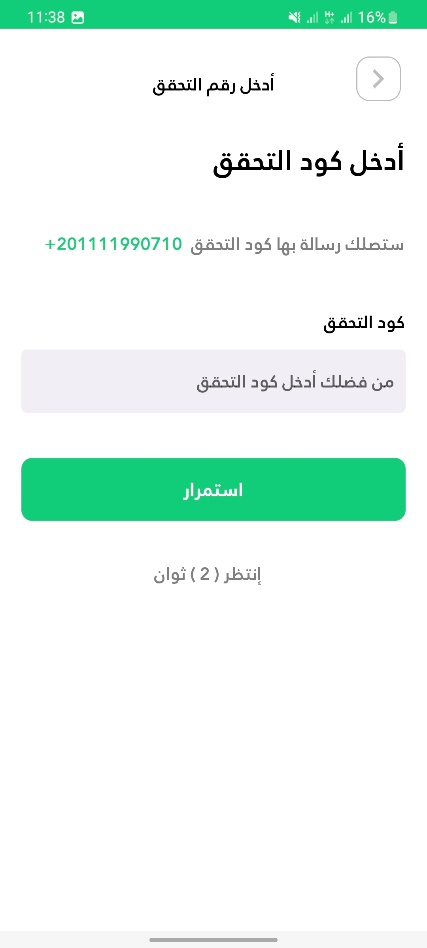 11:38 16%
أدخل رقم التحقق
أدخل كود التحقق
ستصلك رسالة بها كود التحقق +201111990710
كود التحقق
من فضلك أدخل كود التحقق
استمرار
إنتظر ( 2 ) ثوان